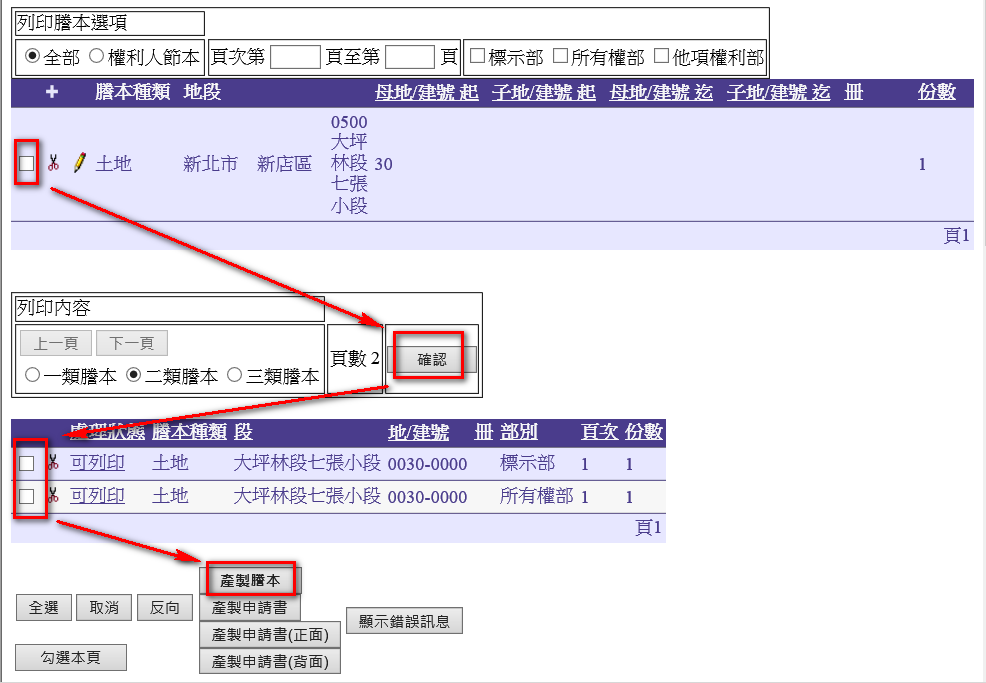 列印謄本選項
全部 權利人節本 頁次第 頁至第 頁 標示部 所有權部 他項權利部
+ 謄本種類 地段 母地/建號 起 子地/建號 起 母地/建號 迄 子地/建號 迄 冊 份數
土地 新北市 新店區 0500 大坪林段七張小段 30 1
頁1
列印內容
上一頁 下一頁
頁數 2 確認
一類謄本 二類謄本 三類謄本
處理狀態 謄本種類 段 地/建號 冊 部別 頁次 份數
可列印 土地 大坪林段七張小段 0030-0000 標示部 1 1
可列印 土地 大坪林段七張小段 0030-0000 所有權部 1 1
頁1
產製謄本
全選 取消 反向 產製申請書 顯示錯誤訊息
產製申請書(正面)
勾選本頁 產製申請書(背面)